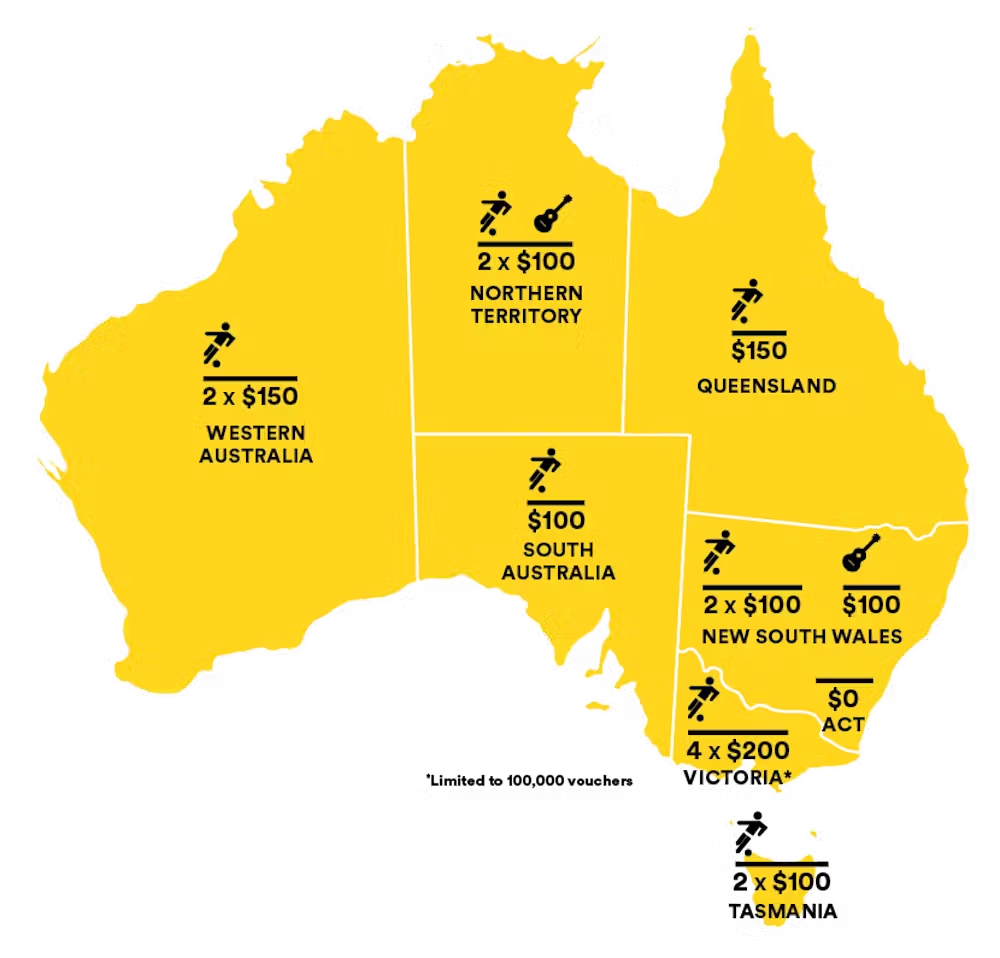 2 x $100
NORTHERN
TERRITORY
$150
QUEENSLAND
2 x $150
WESTERN
AUSTRALIA
$100
SOUTH
AUSTRALIA
2 x $100 $100
NEW SOUTH WALES
$0
ACT
4 x $200
VICTORIA*
*Limited to 100,000 vouchers
2 x $100
TASMANIA